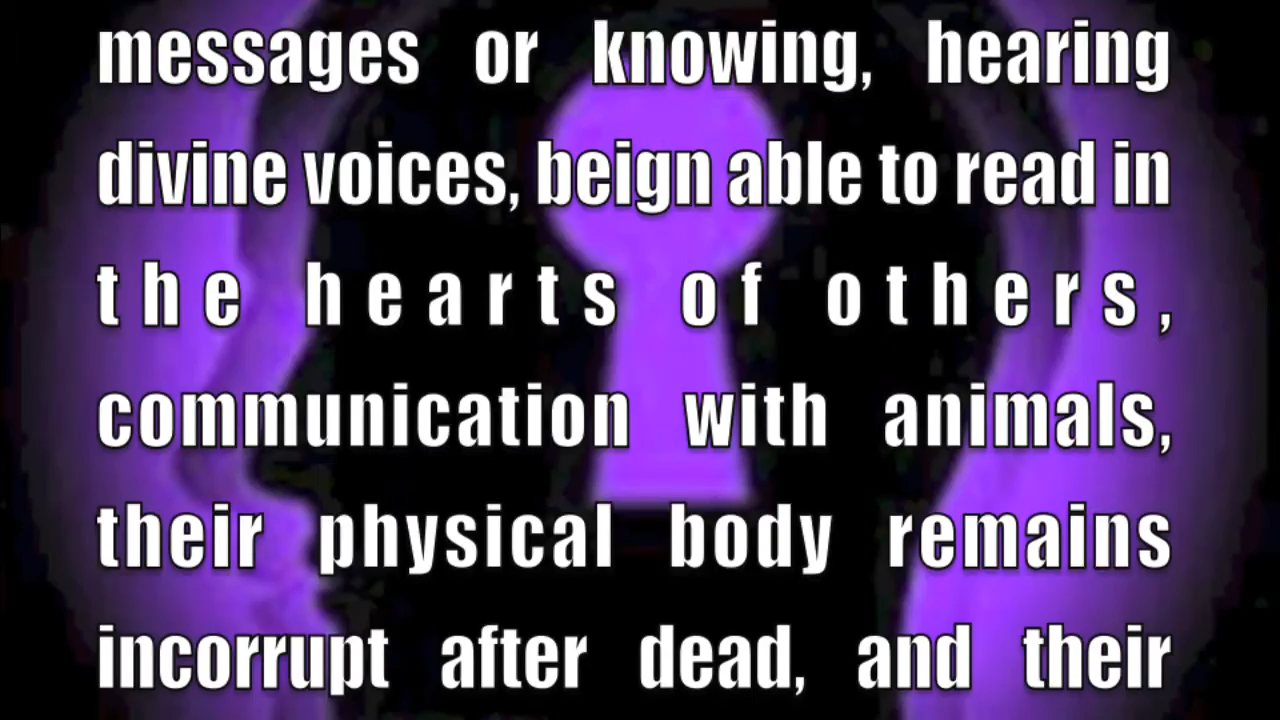 messages or knowing, hearing
divine voices, beign able to read in
the hearts of others,
communication with animals,
their physical body remains
incorrupt after dead, and their